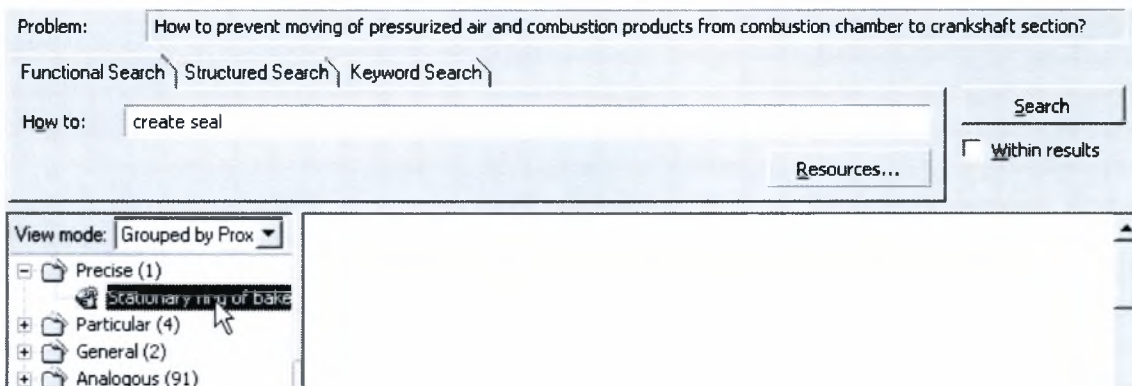 Problem: How to prevent moving of pressurized air and combustion products from combustion chamber to crankshaft section?
Functional Search Structured Search Keyword Search
How to: create seal Search
Within results
Resources...
View mode: Grouped by Prox
Precise (1)
Stationary ring of bake
Particular (4)
General (2)
Analogous (91)